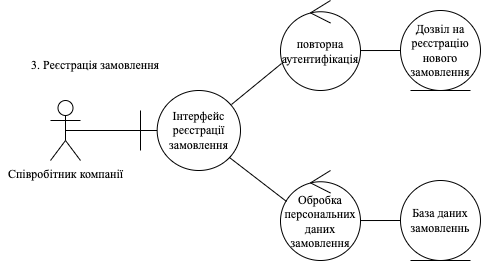 3. Реєстрація замовлення
Співробітник компанії
Інтерфейс
реєстрації
замовлення
повторна
аутентифікація
Дозвіл на
реєстрацію
нового
замовлення
Обробка
персональних
даних
замовлення
База даних
замовленнь